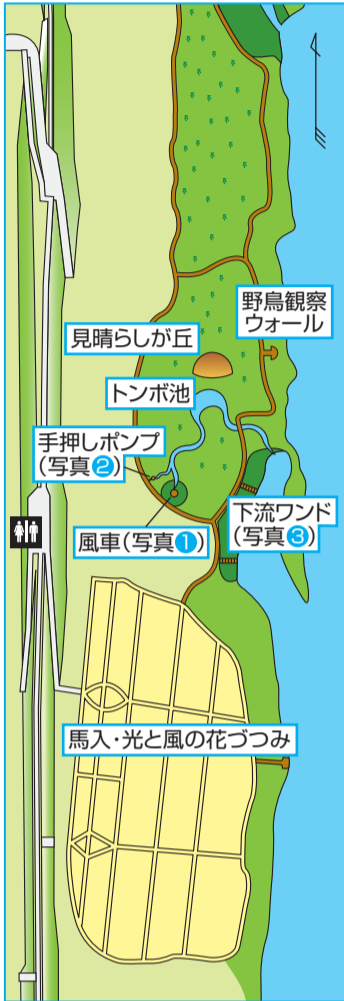 野鳥観察
ウォール
見晴らしが丘
トンボ池
手押しポンプ
(写真❷)
下流ワンド
(写真❸)
風車(写真❶)
馬入・光と風の花づつみ